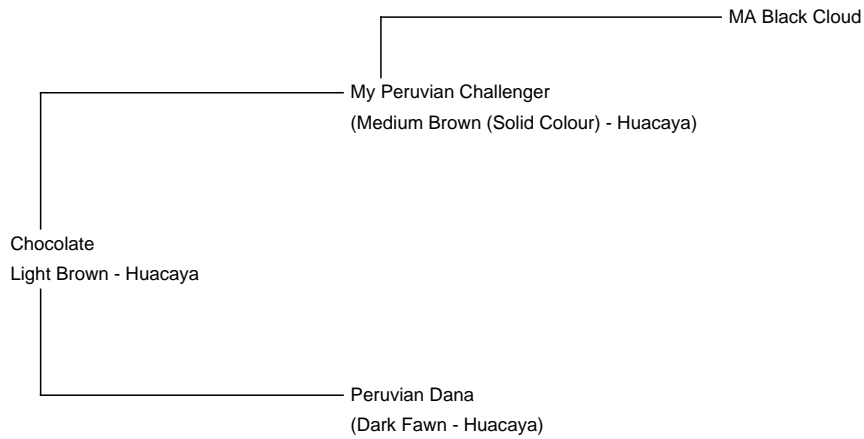 MA Black Cloud
My Peruvian Challenger
(Medium Brown (Solid Colour) - Huacaya)
Chocolate
Light Brown - Huacaya
Peruvian Dana
(Dark Fawn - Huacaya)